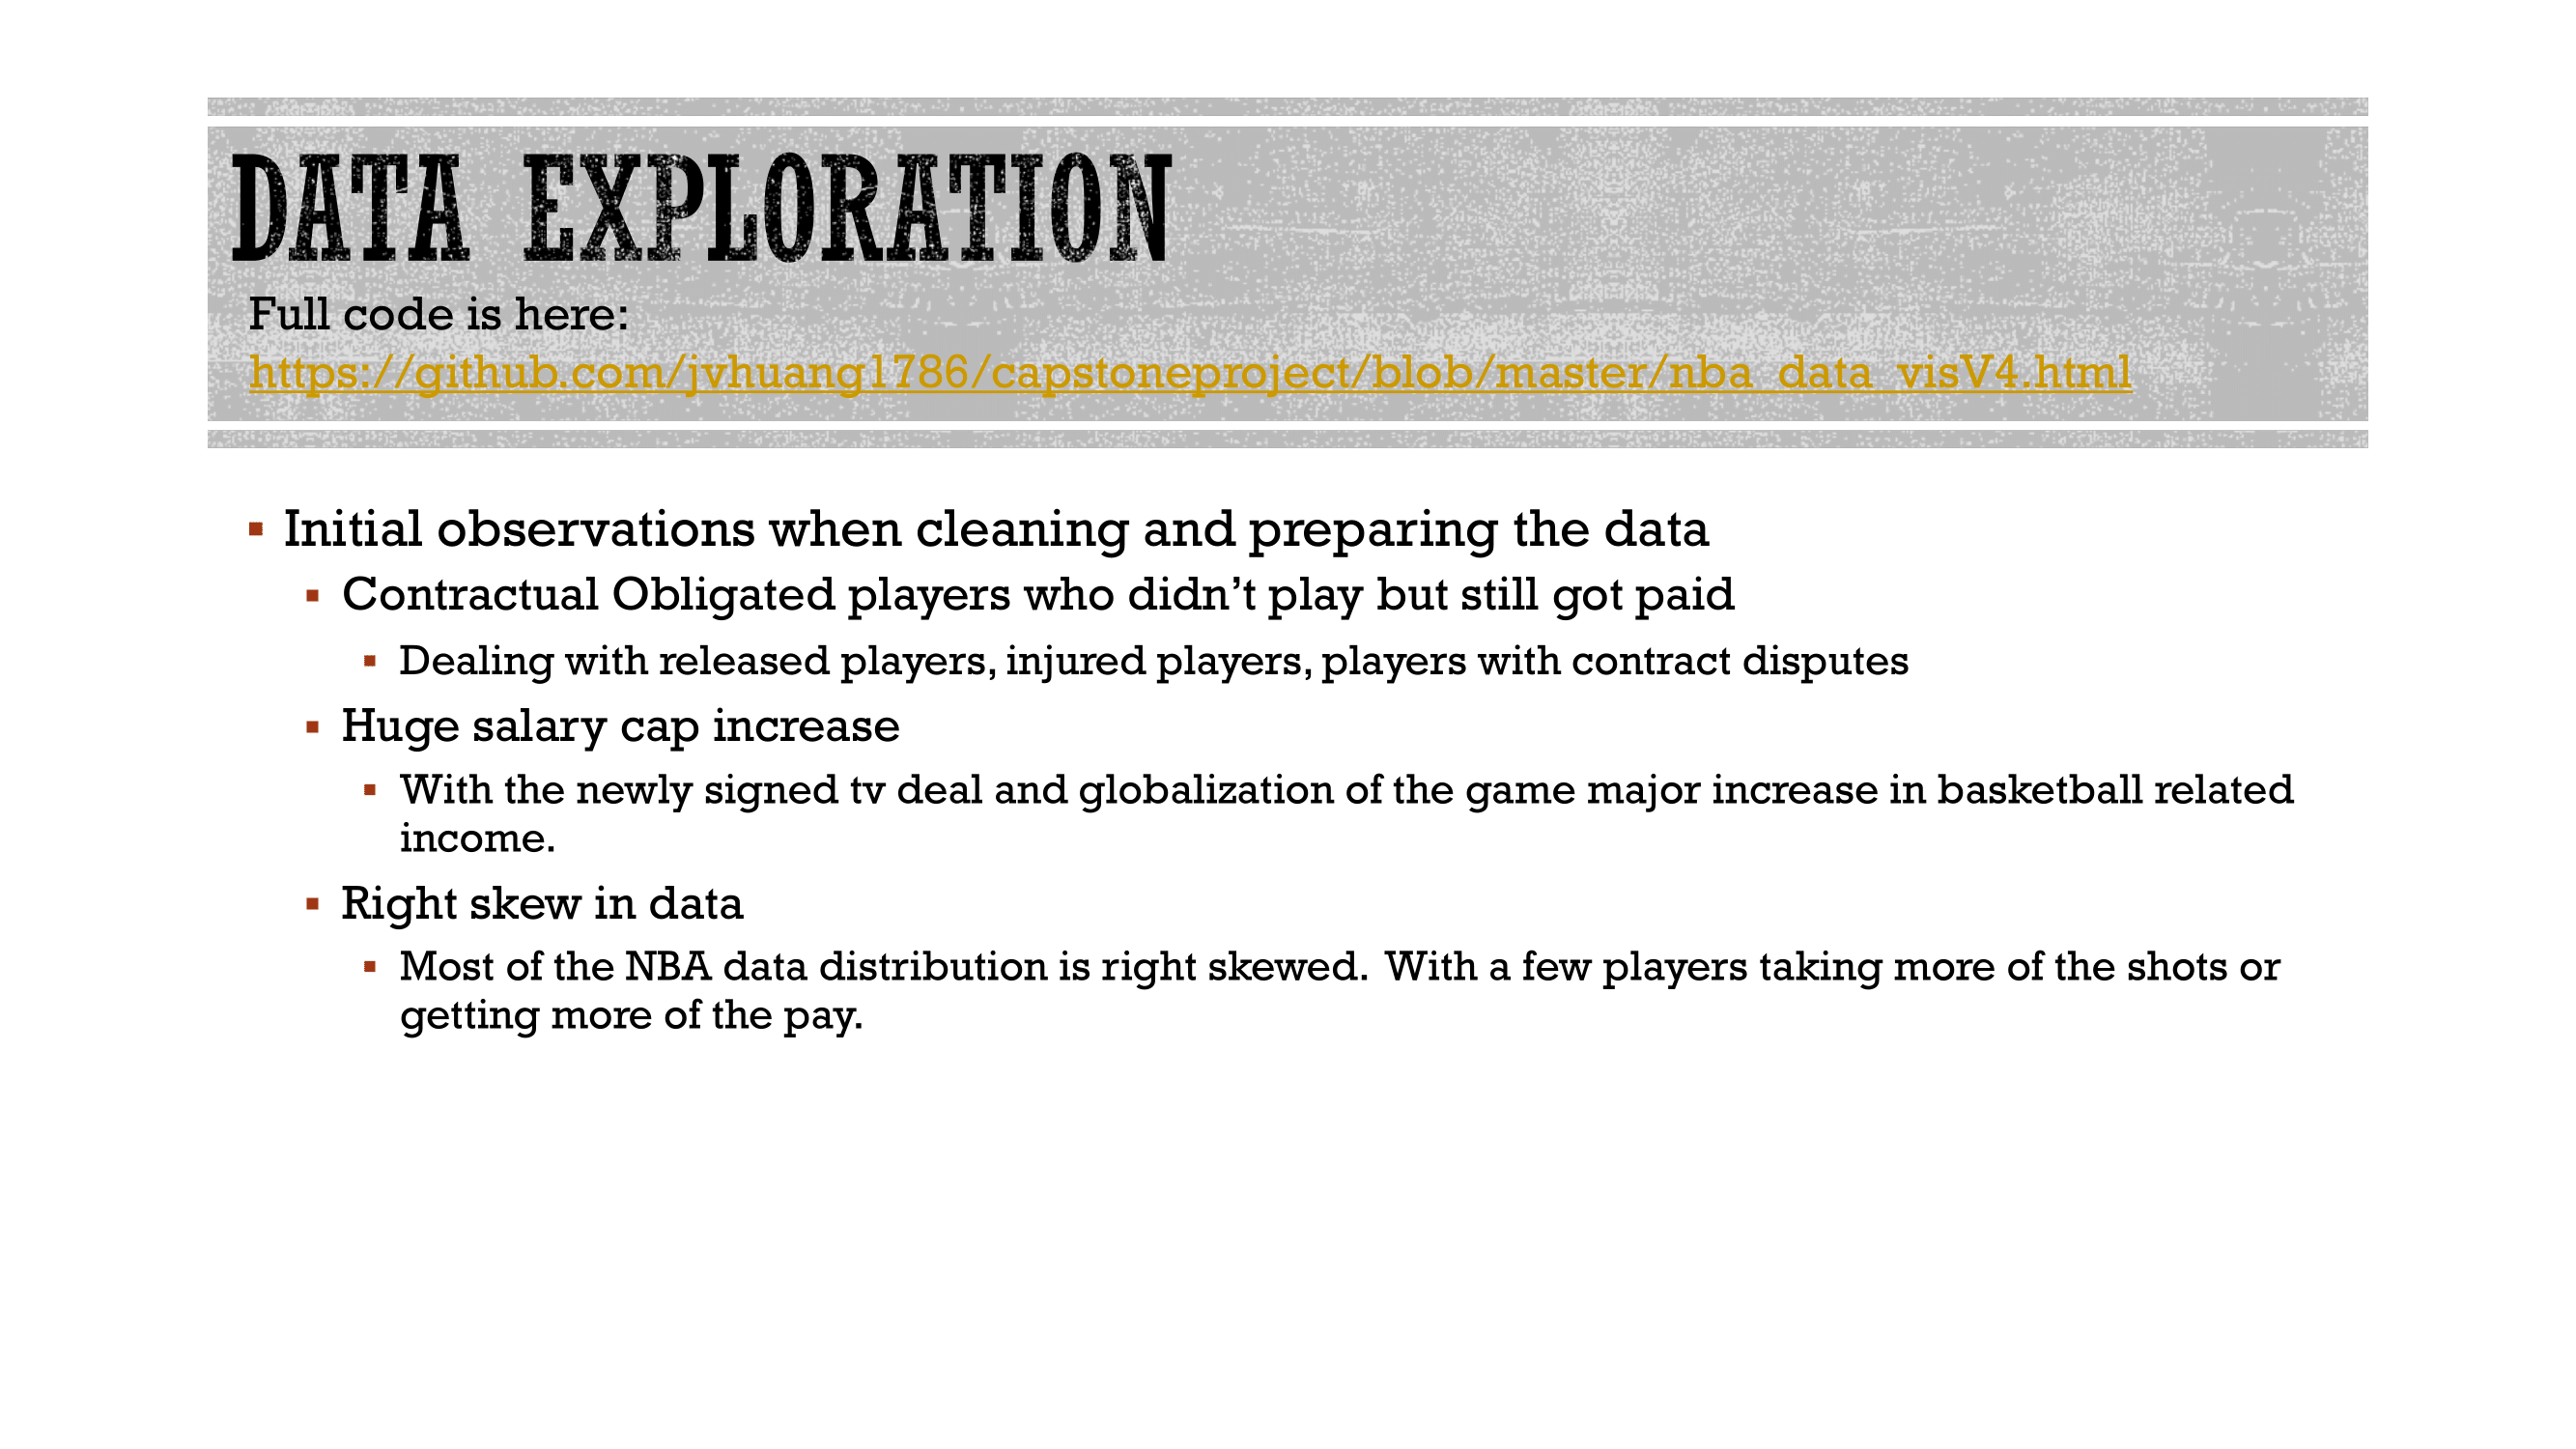 DATA EXPLORATION
Full code is here:
https://github.com/jvhuang1786/capstoneproject/blob/master/nba_data_visV4.html
Initial observations when cleaning and preparing the data
Contractual Obligated players who didn’t play but still got paid
Dealing with released players, injured players, players with contract disputes
Huge salary cap increase
With the newly signed tv deal and globalization of the game major increase in basketball related
income.
Right skew in data
Most of the NBA data distribution is right skewed.  With a few players taking more of the shots or
getting more of the pay.